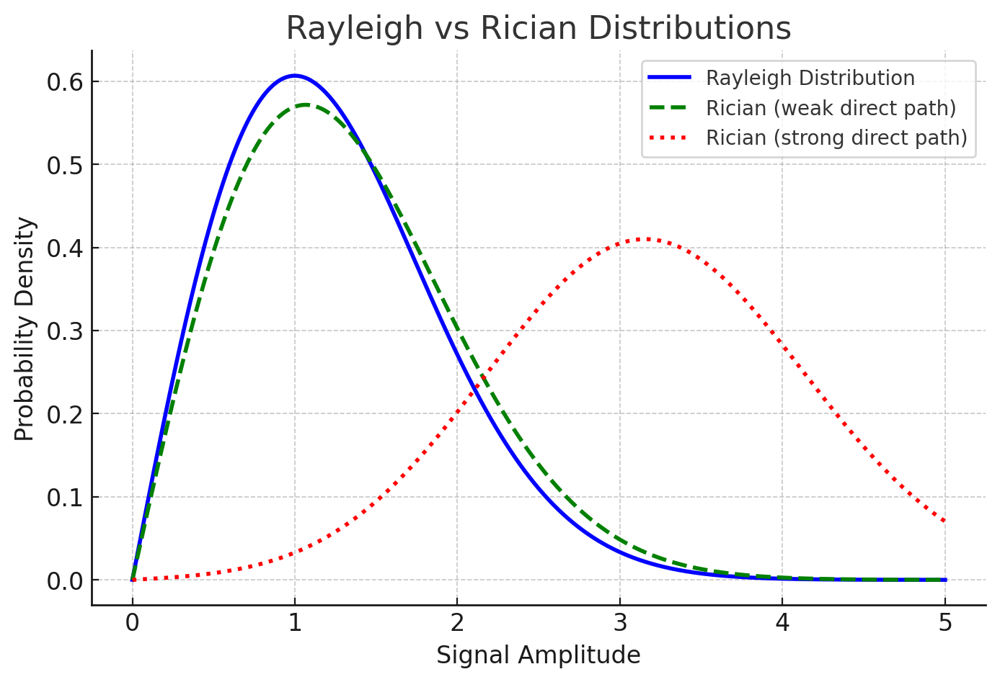 Rayleigh vs Rician Distributions
Rayleigh Distribution
Rician (weak direct path)
Rician (strong direct path)
Probability Density
0.6
0.5
0.4
0.3
0.2
0.1
0.0
0 1 2 3 4 5
Signal Amplitude